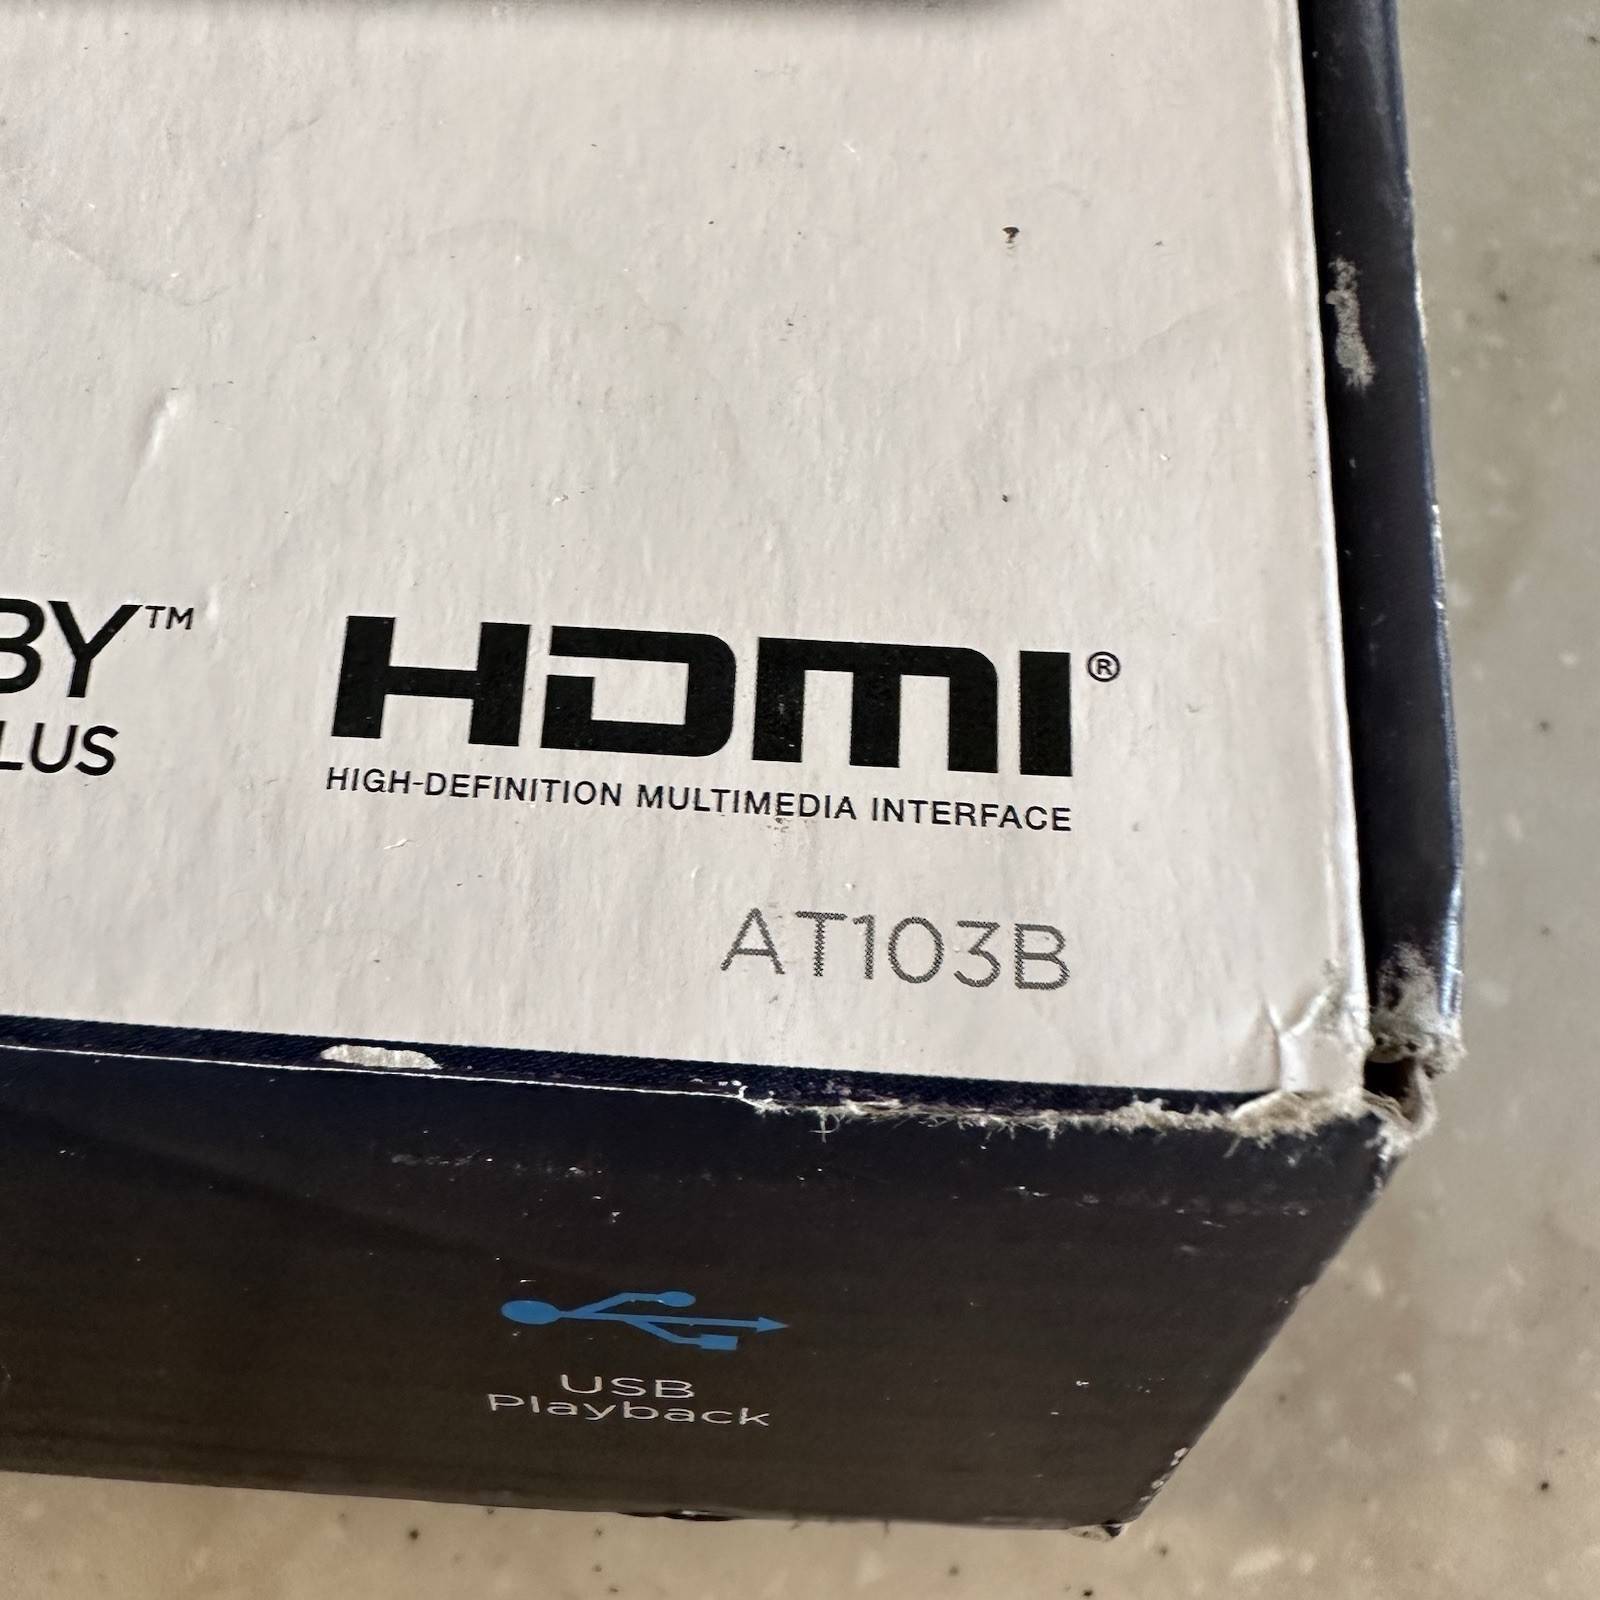 BY™
LUS
HDMI®
HIGH-DEFINITION MULTIMEDIA INTERFACE
AT103B
USB
Playback